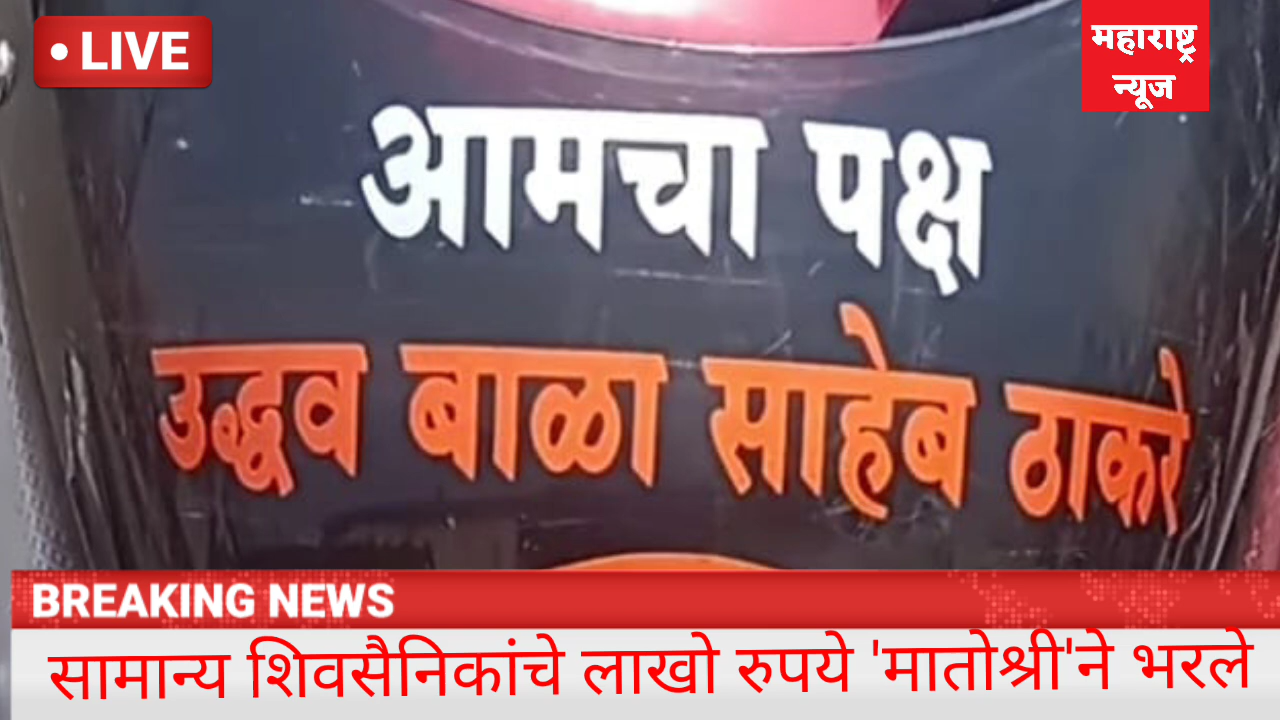 • LIVE
महाराष्ट्र
न्यूज
आमचा पक्ष
उद्धव बाळा साहेब ठाकरे
BREAKING NEWS
सामान्य शिवसैनिकांचे लाखो रुपये 'मातोश्री'ने भरले